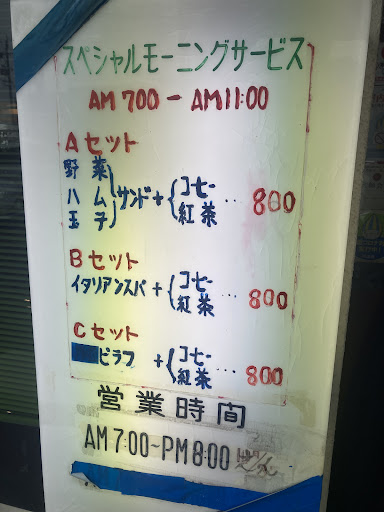 スペシャルモーニングサービス
AM 7:00 - AM 11:00
Aセット
野菜
ハム
玉子
サンド+
コーヒー
紅茶
… 800
Bセット
イタリアンスパ+
コーヒー
紅茶
… 800
Cセット
ピラフ+
コーヒー
紅茶
… 800
営業時間
AM 7:00~PM 8:00